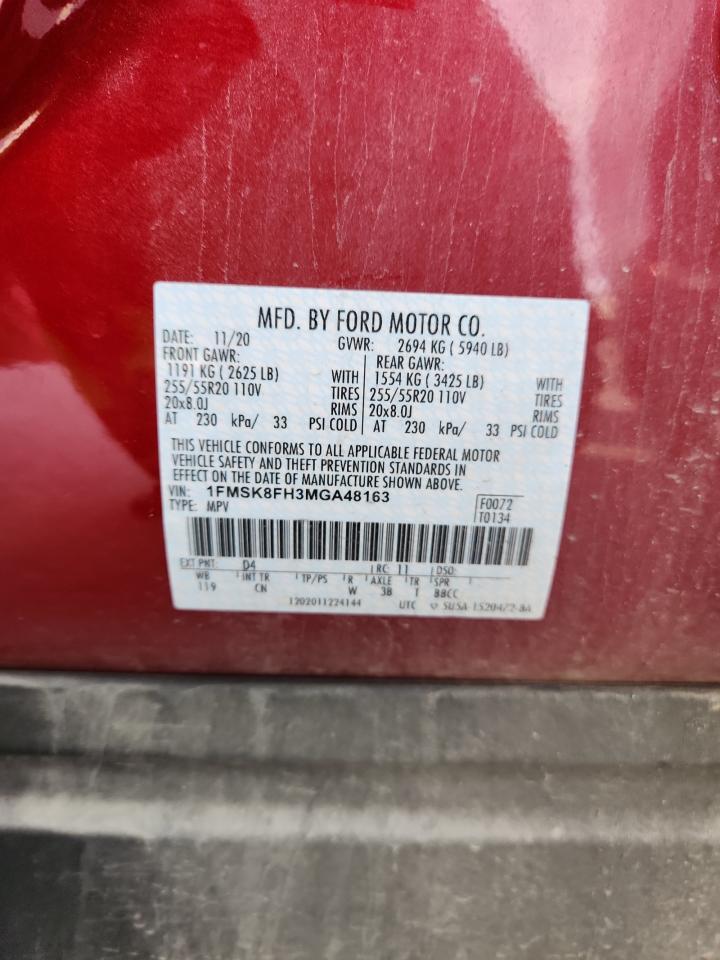 MFD. BY FORD MOTOR CO.
DATE: 11/20 GVWR: 2694 KG ( 5940 LB)
FRONT GAWR: REAR GAWR:
1191 KG ( 2625 LB) WITH 1554 KG ( 3425 LB) WITH
255/55R20 110V TIRES 255/55R20 110V TIRES
20x8.0J RIMS 20x8.0J RIMS
AT 230 kPa/ 33 PSI COLD AT 230 kPa/ 33 PSI COLD
THIS VEHICLE CONFORMS TO ALL APPLICABLE FEDERAL MOTOR
VEHICLE SAFETY AND THEFT PREVENTION STANDARDS IN
EFFECT ON THE DATE OF MANUFACTURE SHOWN ABOVE.
VIN: 1FMSK8FH3MGA48163 F0072
TYPE: MPV T0134
EXT PNT: D4 RC: 11 DSO:
WB INT TR TP/PS R AXLE TR SPR
119 CN W 3B T BBCC
1202011224144 UTC 5USA-1520472-BA